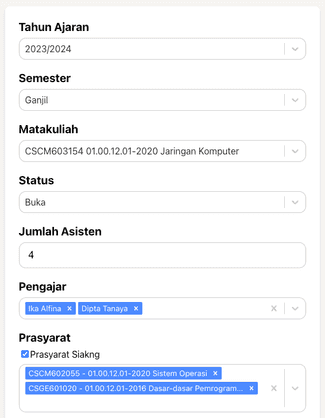 Tahun Ajaran
2023/2024
Semester
Ganjil
Matakuliah
CSCM603154 01.00.12.01-2020 Jaringan Komputer
Status
Buka
Jumlah Asisten
4
Pengajar
Ika Alfina × Dipta Tanaya ×
Prasyarat
Prasyarat Siakng
CSCM602055 - 01.00.12.01-2020 Sistem Operasi ×
CSGE601020 - 01.00.12.01-2016 Dasar-dasar Pemrogram... ×